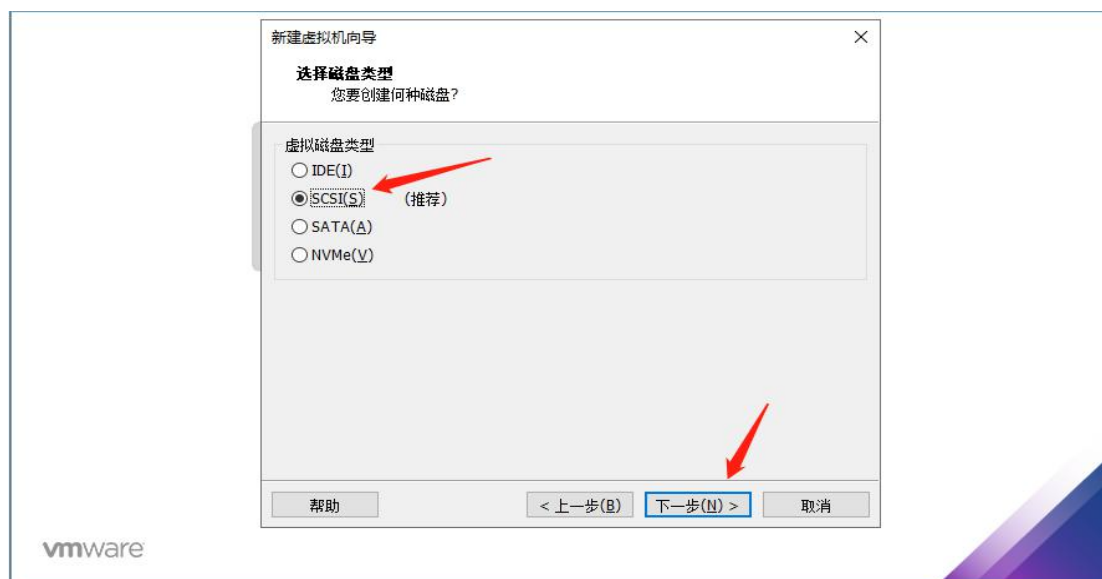 新建虚拟机向导
选择磁盘类型
您要创建何种磁盘?
虚拟磁盘类型
IDE(I)
SCSI(S) (推荐)
SATA(A)
NVMe(V)
帮助 < 上一步(B) 下一步(N) > 取消
vmware